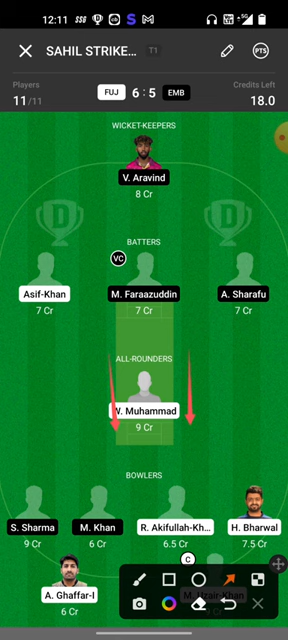 12:11
SAHIL STRIKE... T1
PTS
Players
Credits Left
11/11
FUJ 6 : 5 EMB
18.0
WICKET-KEEPERS
V. Aravind
8 Cr
BATTERS
VC
Asif-Khan M. Faraazuddin A. Sharafu
7 Cr 7 Cr 7 Cr
ALL-ROUNDERS
W. Muhammad
9 Cr
BOWLERS
S. Sharma M. Khan R. Akifullah-Kh... H. Bharwal
9 Cr 6 Cr 6.5 Cr 7.5 Cr
C
A. Ghaffar-I M. Uzair-Khan
6 Cr